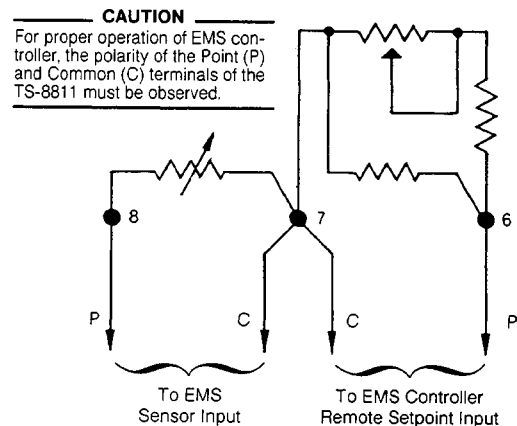 CAUTION
For proper operation of EMS con-
troller, the polarity of the Point (P)
and Common (C) terminals of the
TS-8811 must be observed.
8
7
6
P
C
C
P
To EMS
Sensor Input
To EMS Controller
Remote Setpoint Input